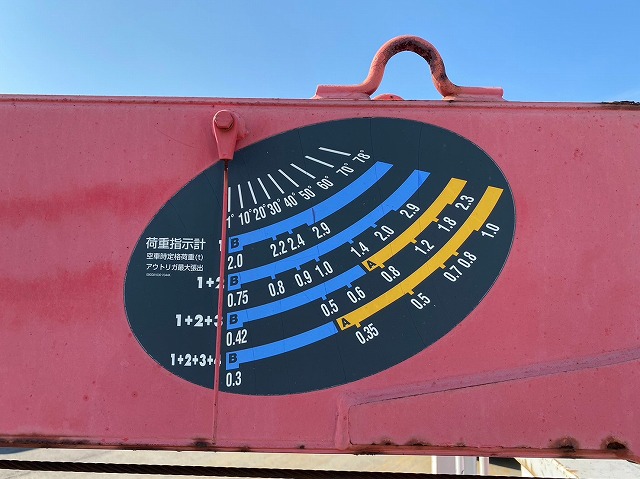 1° 10° 20° 30° 40° 50° 60° 70° 78°
荷重指示計
空車時定格荷重(t)
アウトリガ最大張出
1 B
2.0 2.2 2.4 2.9
1+2 B
0.75 0.8 0.9 1.0 1.4 2.0 2.9
1+2+3 B A
0.42 0.5 0.6 0.8 1.2 1.8 2.3
1+2+3+4 B A
0.3 0.35 0.5 0.7 0.8 1.0